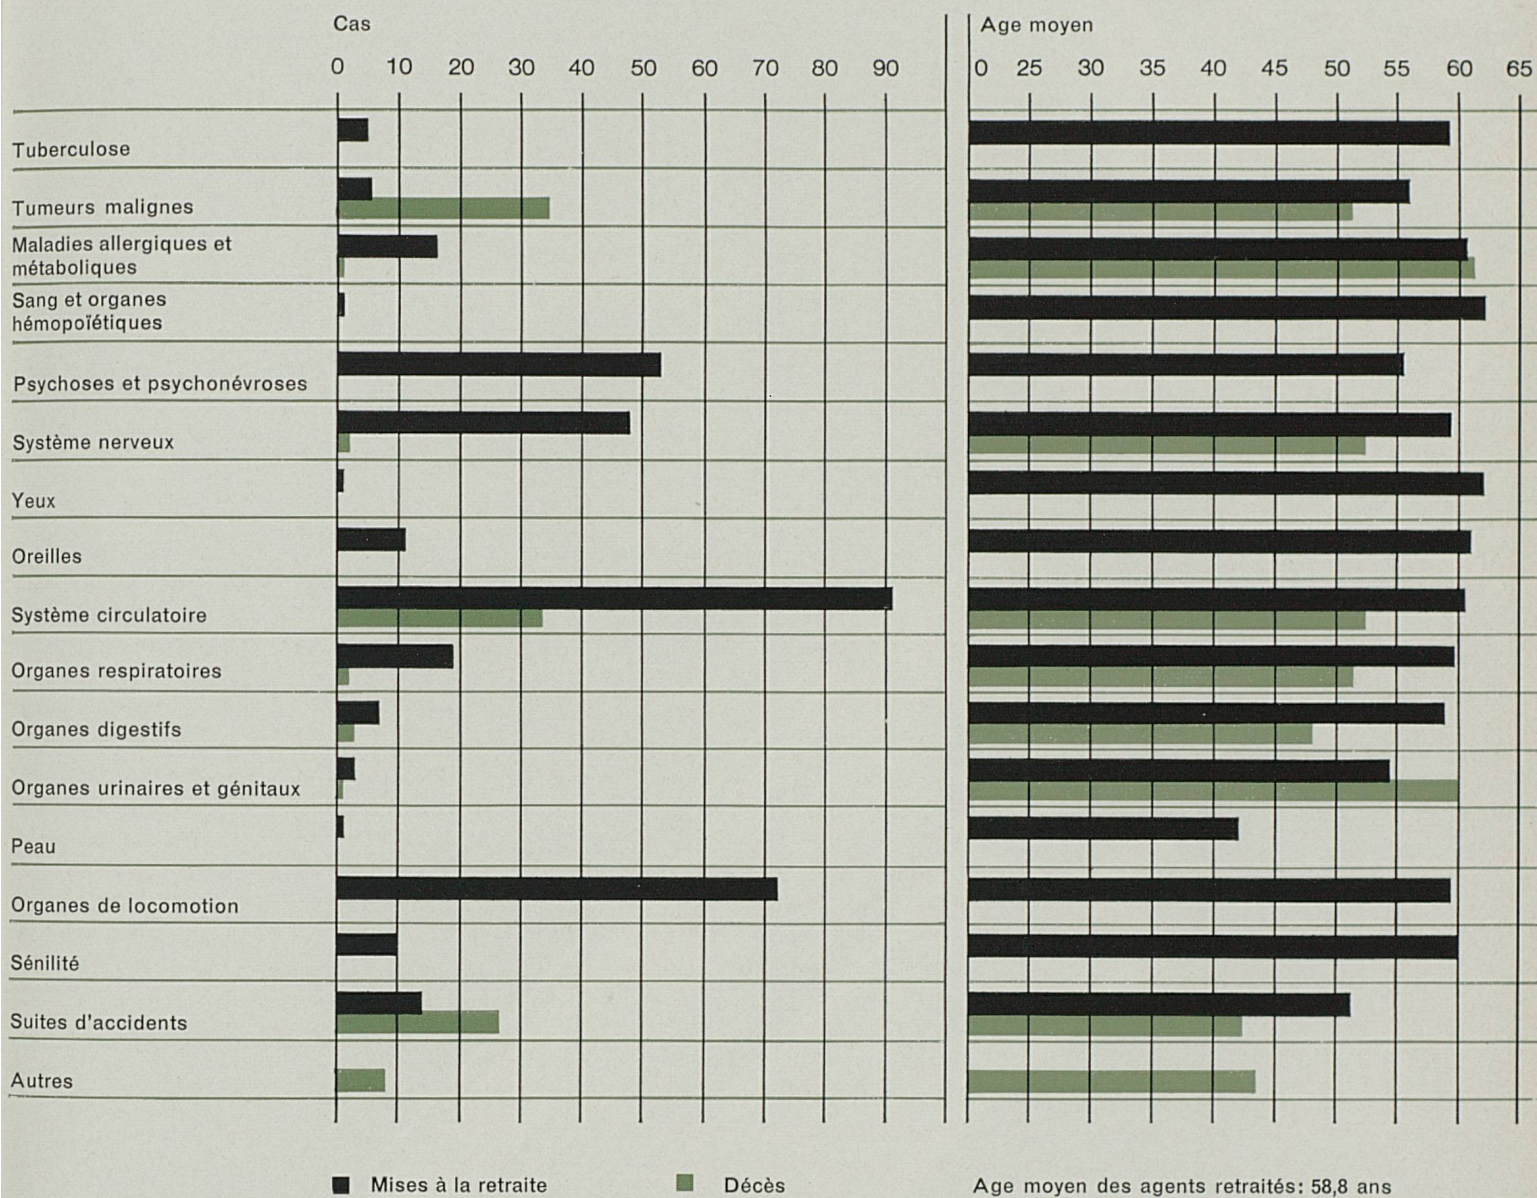 Cas
Age moyen
0 10 20 30 40 50 60 70 80 90
0 25 30 35 40 45 50 55 60 65
Tuberculose
Tumeurs malignes
Maladies allergiques et
métaboliques
Sang et organes
hémopoïétiques
Psychoses et psychonévroses
Système nerveux
Yeux
Oreilles
Système circulatoire
Organes respiratoires
Organes digestifs
Organes urinaires et génitaux
Peau
Organes de locomotion
Sénilité
Suites d'accidents
Autres
Mises à la retraite
Décès
Age moyen des agents retraités: 58,8 ans